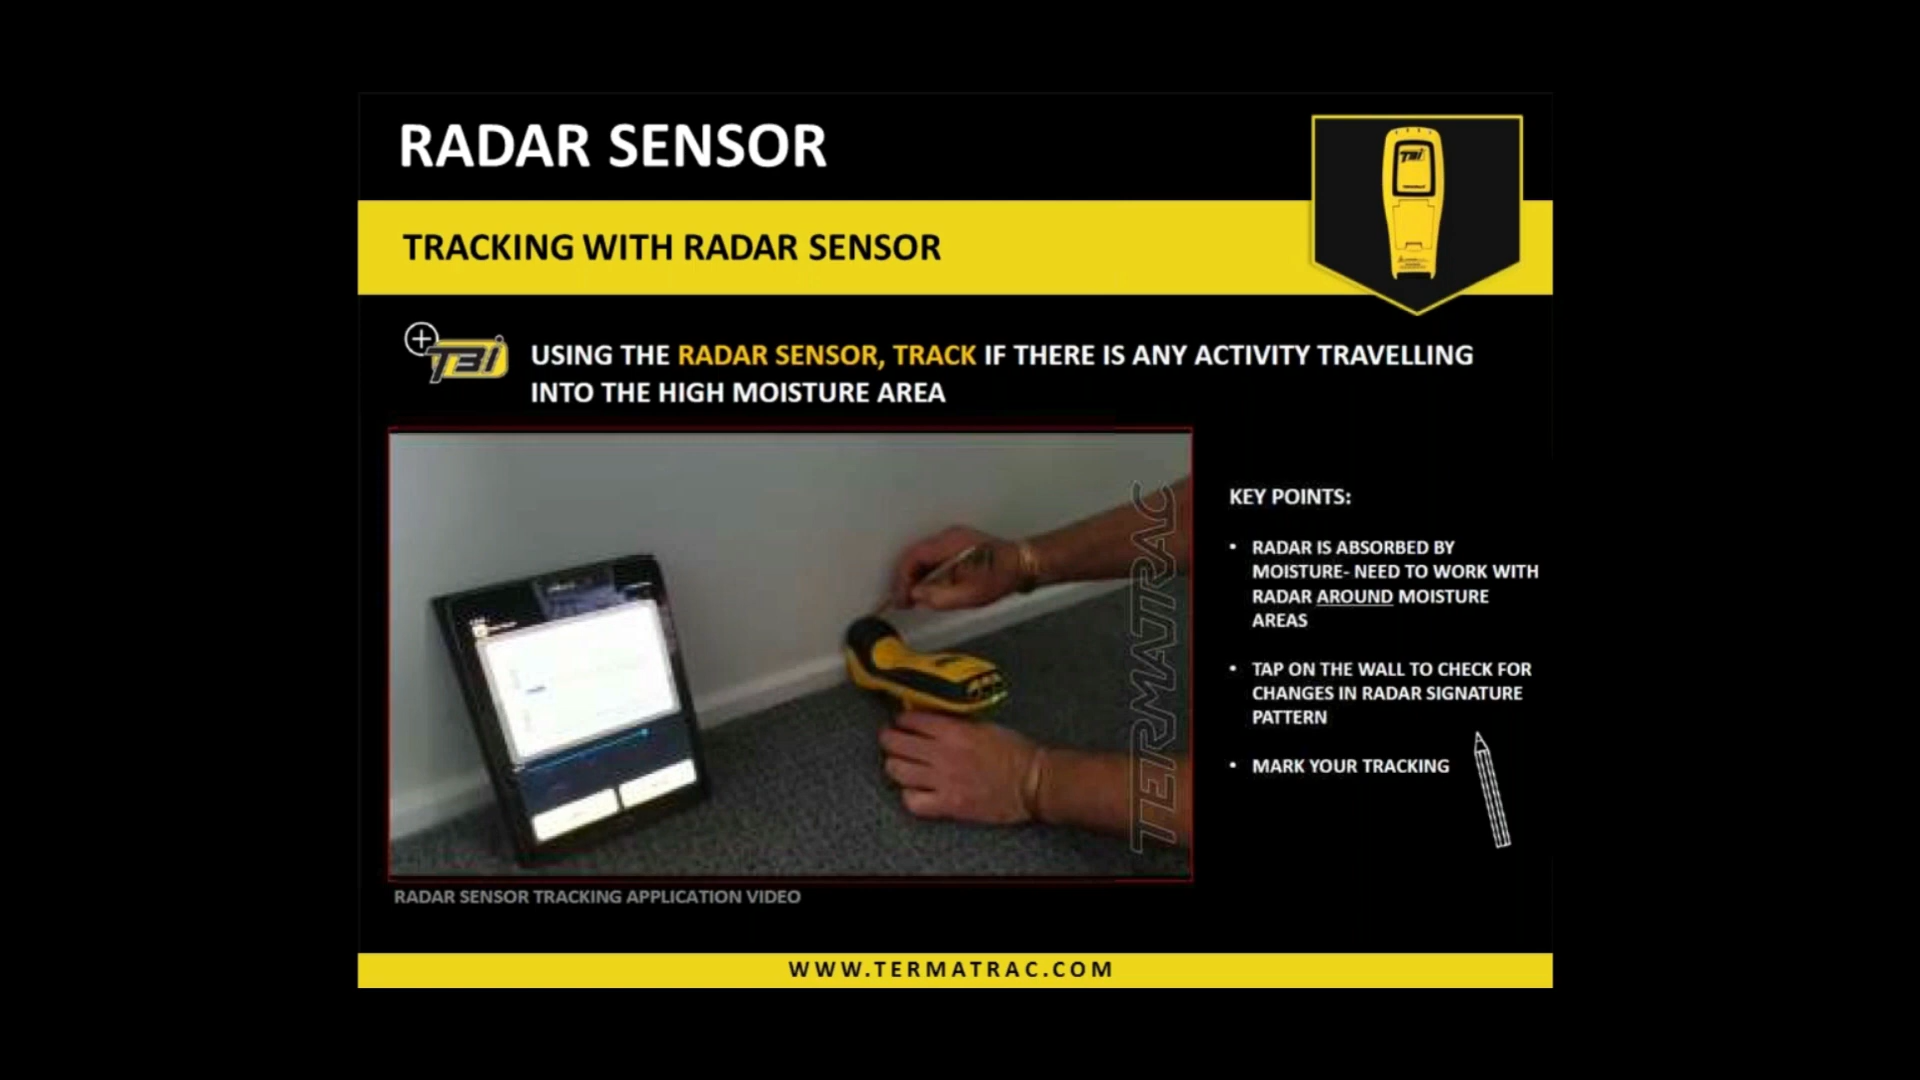 RADAR SENSOR
TRACKING WITH RADAR SENSOR
T3i
T3i
USING THE RADAR SENSOR, TRACK IF THERE IS ANY ACTIVITY TRAVELLING
INTO THE HIGH MOISTURE AREA
TERMATRAC
KEY POINTS:
• RADAR IS ABSORBED BY
MOISTURE- NEED TO WORK WITH
RADAR AROUND MOISTURE
AREAS
• TAP ON THE WALL TO CHECK FOR
CHANGES IN RADAR SIGNATURE
PATTERN
• MARK YOUR TRACKING
RADAR SENSOR TRACKING APPLICATION VIDEO
WWW.TERMATRAC.COM